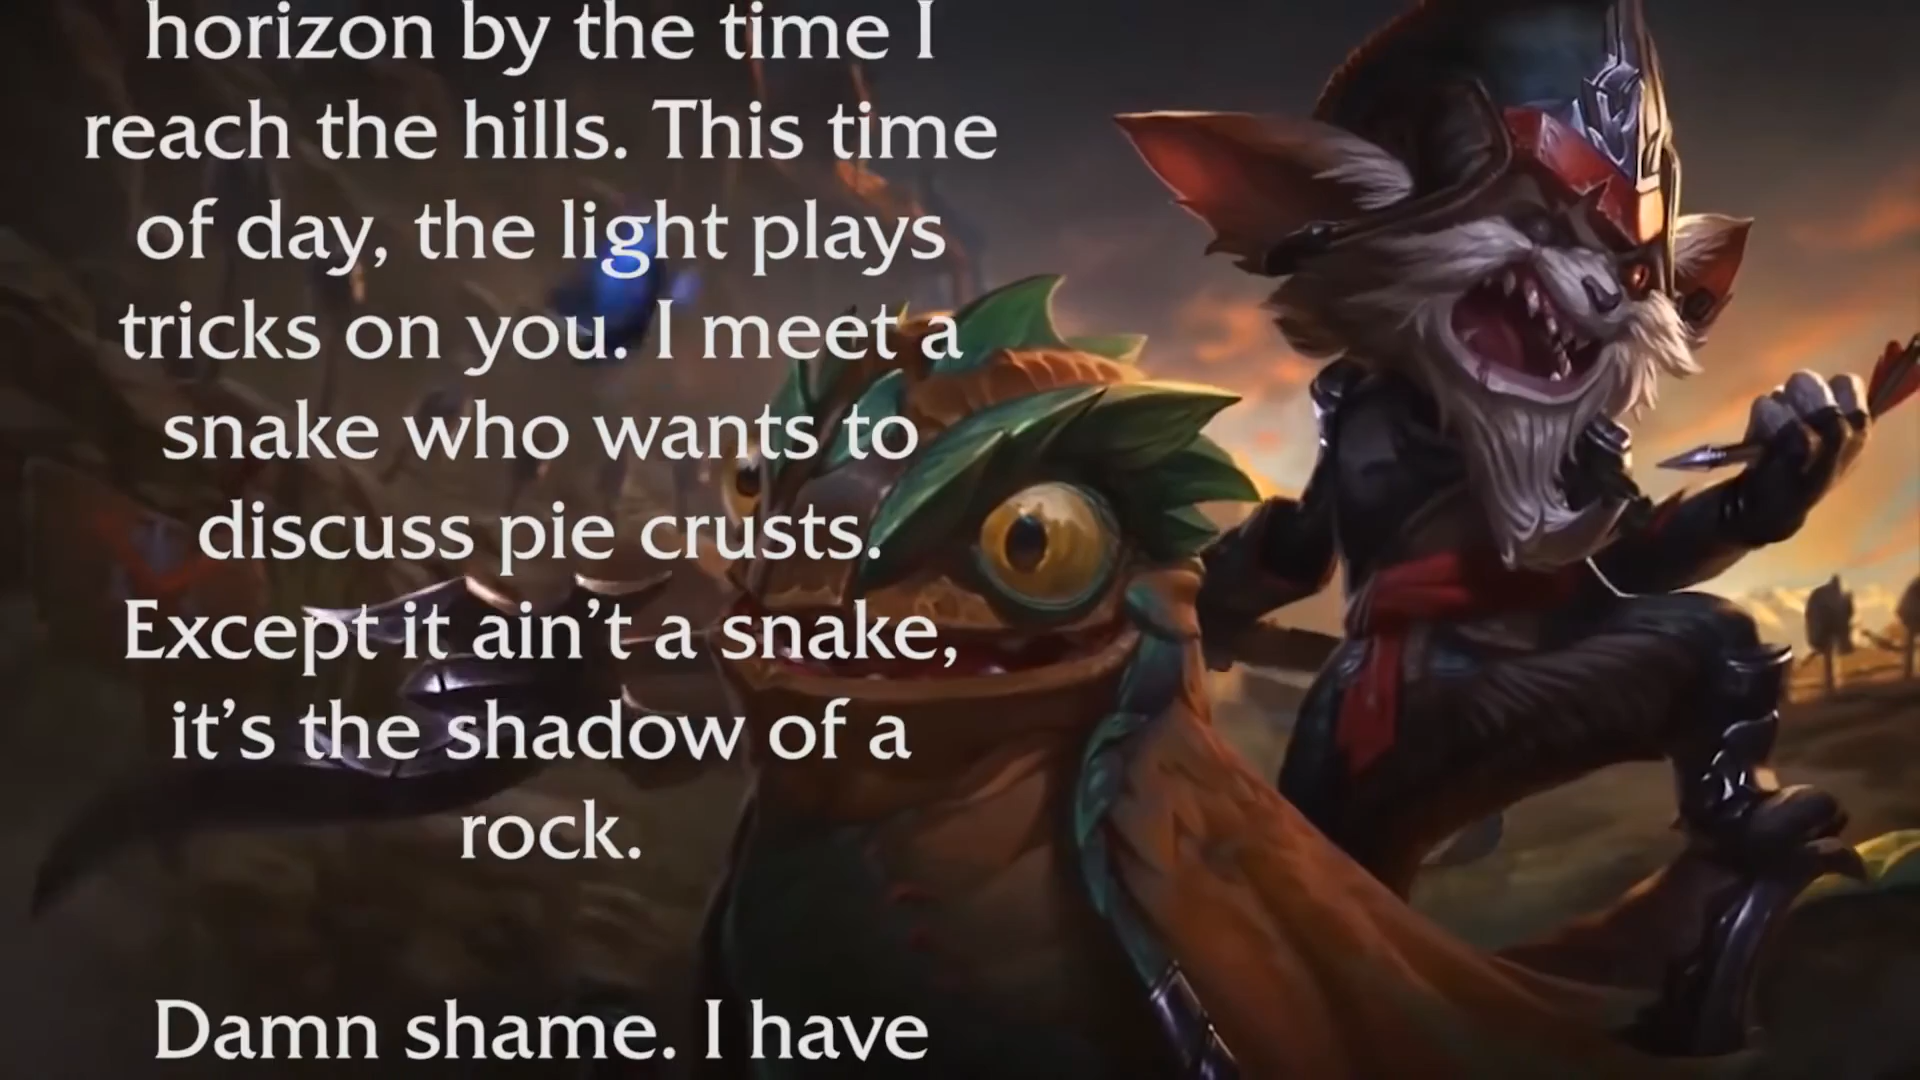 horizon by the time I
reach the hills. This time
of day, the light plays
tricks on you. I meet a
snake who wants to
discuss pie crusts.
Except it ain’t a snake,
it’s the shadow of a
rock.
Damn shame. I have